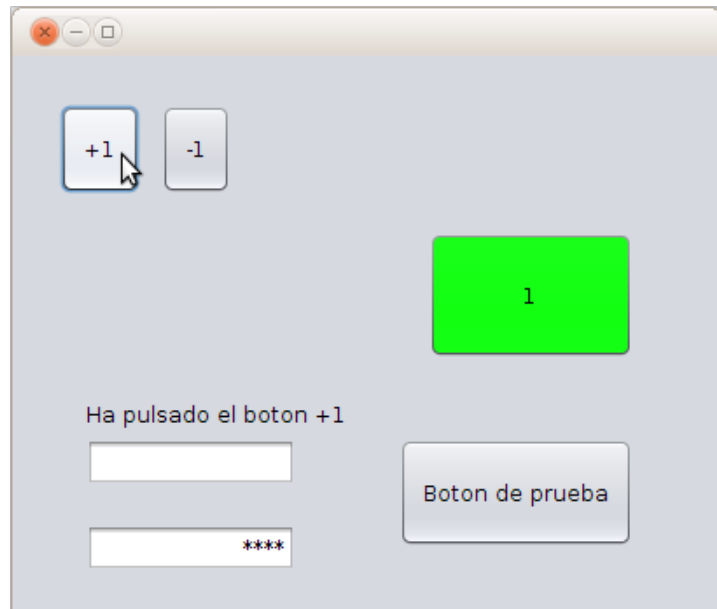 +1
-1
1
Ha pulsado el boton +1
Boton de prueba
****